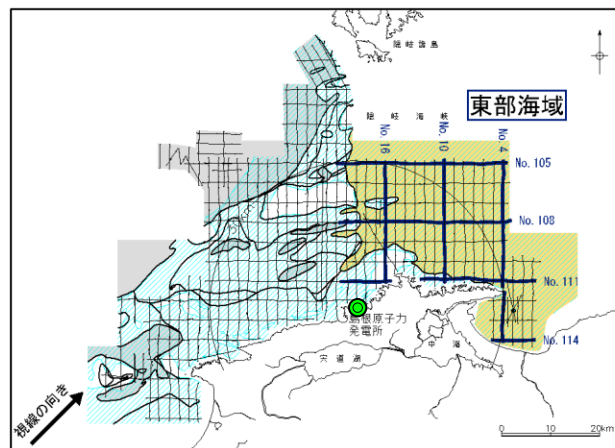 隠岐諸島
東部海域
隠岐海峡
No.16
No.10
No.4
No.105
No.108
No.111
島根原子力
発電所
中海
宍道湖
No.114
視線の向き
0 10 20km